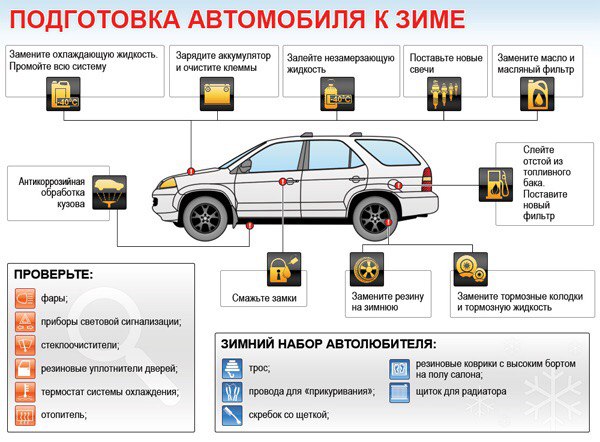 ПОДГОТОВКА АВТОМОБИЛЯ К ЗИМЕ
Замените охлаждающую жидкость.
Промойте всю систему
-40°C
Зарядите аккумулятор
и очистите клеммы
Залейте незамерзающую
жидкость
-40°C
Поставьте новые
свечи
Замените масло и
масляный фильтр
Антикоррозийная
обработка
кузова
Слейте
отстой из
топливного
бака.
Поставите
новый
фильтр
Смажьте замки
Замените резину
на зимнюю
Замените тормозные колодки
и тормозную жидкость
ПРОВЕРЬТЕ:
фары;
приборы световой сигнализации;
стеклоочистители;
резиновые уплотнители дверей;
термостат системы охлаждения;
отопитель;
ЗИМНИЙ НАБОР АВТОЛЮБИТЕЛЯ:
трос;
провода для «прикуривания»;
скребок со щеткой;
резиновые коврики с высоким бортом
на полу салона;
щиток для радиатора